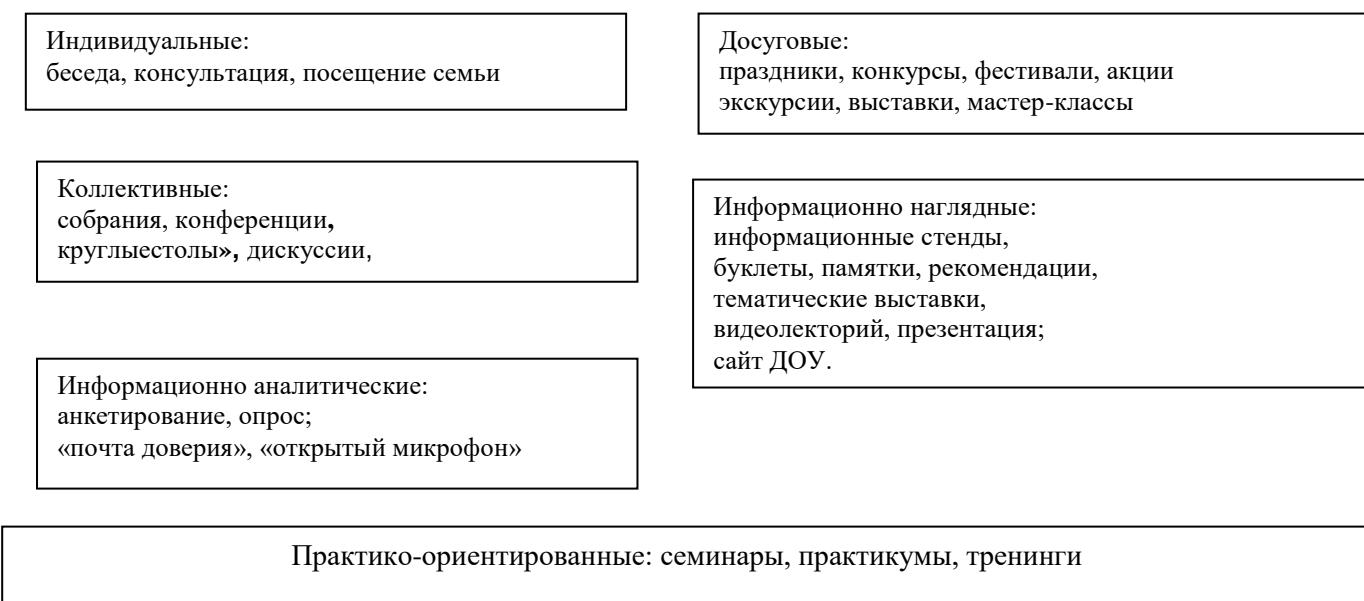 Индивидуальные:
беседа, консультация, посещение семьи
Досуговые:
праздники, конкурсы, фестивали, акции
экскурсии, выставки, мастер-классы
Коллективные:
собрания, конференции,
круглыестолы», дискуссии,
Информационно наглядные:
информационные стенды,
буклеты, памятки, рекомендации,
тематические выставки,
видеолекторий, презентация;
сайт ДОУ.
Информационно аналитические:
анкетирование, опрос;
«почта доверия», «открытый микрофон»
Практико-ориентированные: семинары, практикумы, тренинги